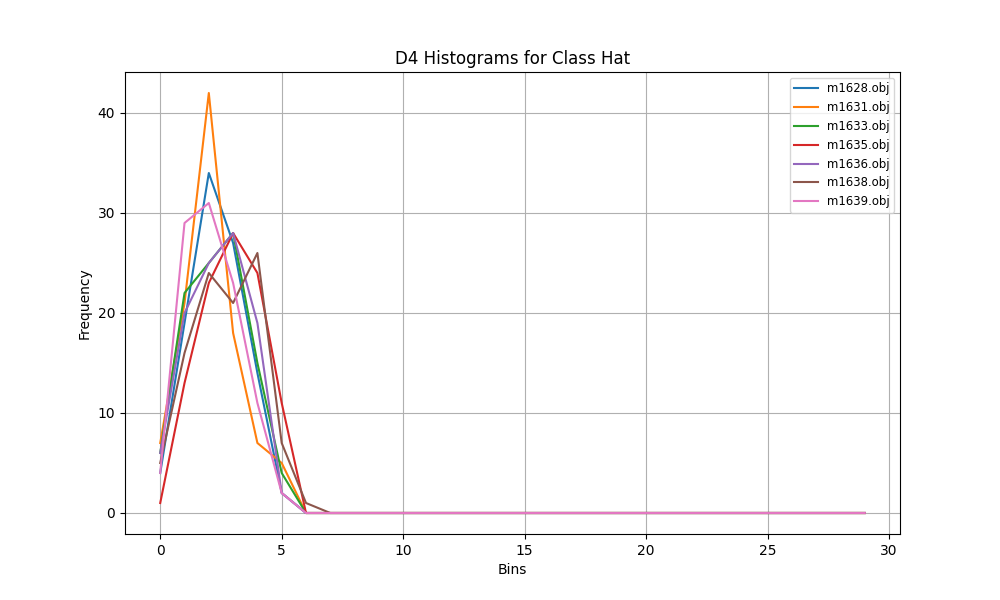 D4 Histograms for Class Hat
Frequency
40
30
20
10
0
0 5 10 15 20 25 30
Bins
m1628.obj
m1631.obj
m1633.obj
m1635.obj
m1636.obj
m1638.obj
m1639.obj